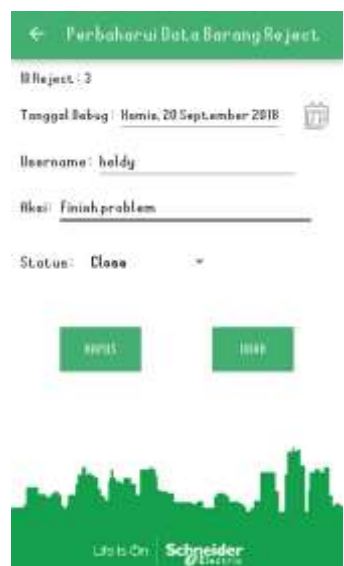 Perbaharui Data Barang Reject
ID Reject : 3
Tanggal Debug : Kamis, 20 September 2018
Username : holdy
Aksi : Finish problem
Status : Close
HAPUS
UBAH
Life Is On | Schneider
Electric